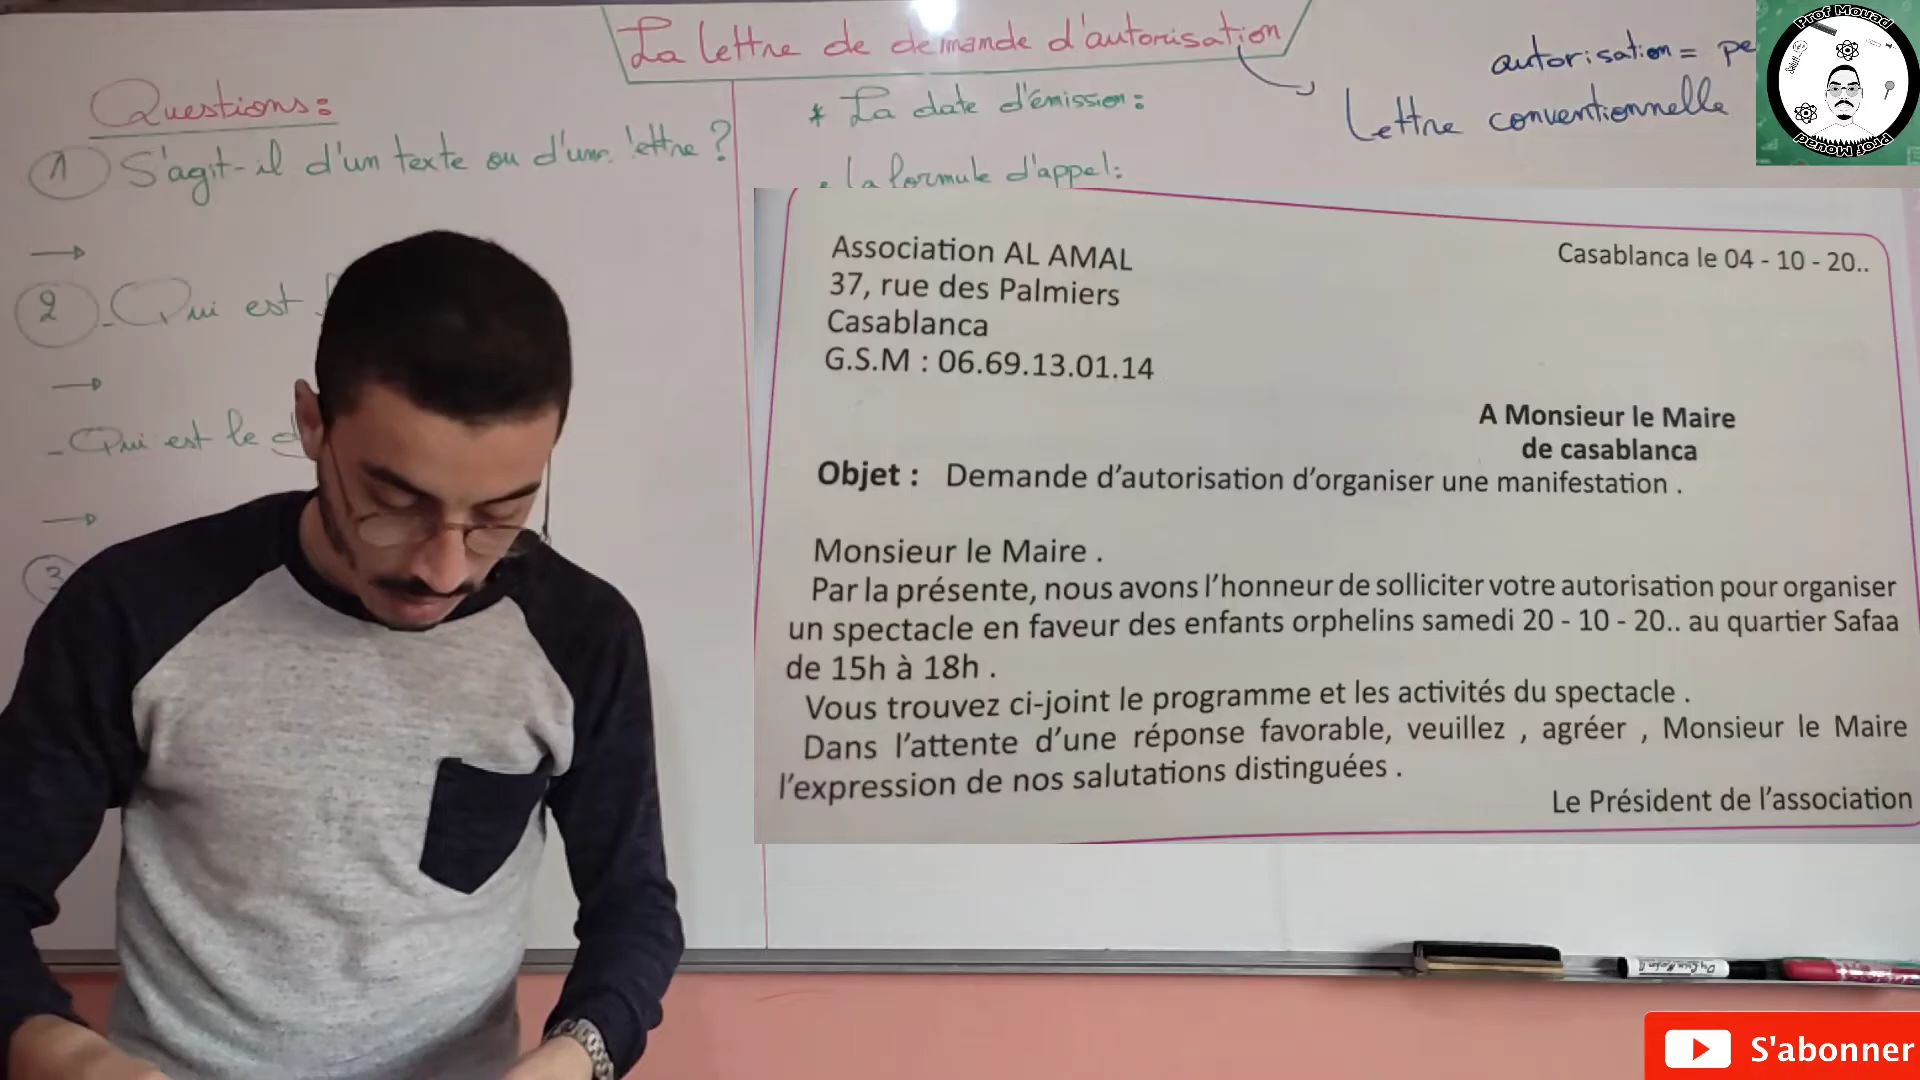 La lettre de demande d'autorisation
autorisation =
Lettre conventionnelle
Prof Mouad
Prof Mouad
Questions:
1 S'agit-il d'un texte ou d'une lettre ?
2 - Qui est
- Qui est le
3
* La date d'émission:
La formule d'appel:
Association AL AMAL
37, rue des Palmiers
Casablanca
G.S.M : 06.69.13.01.14
Casablanca le 04 - 10 - 20..
A Monsieur le Maire
de casablanca
Objet : Demande d'autorisation d'organiser une manifestation .
Monsieur le Maire .
Par la présente, nous avons l'honneur de solliciter votre autorisation pour organiser
un spectacle en faveur des enfants orphelins samedi 20 - 10 - 20.. au quartier Safaa
de 15h à 18h .
Vous trouvez ci-joint le programme et les activités du spectacle .
Dans l'attente d'une réponse favorable, veuillez , agréer , Monsieur le Maire
l'expression de nos salutations distinguées .
Le Président de l'association
S'abonner